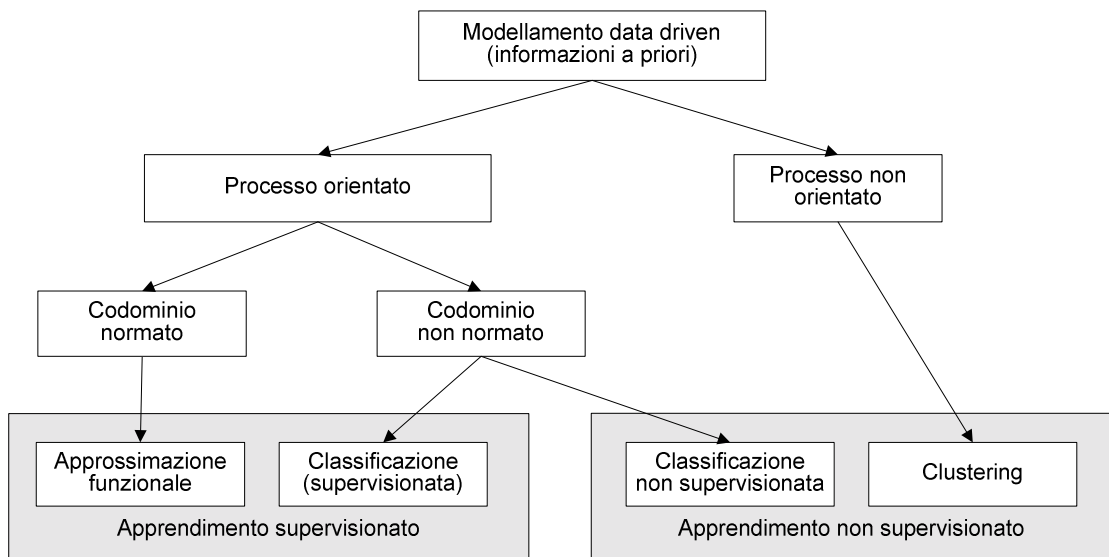 Modellamento data driven
(informazioni a priori)
Processo orientato
Processo non
orientato
Codominio
normato
Codominio
non normato
Approssimazione
funzionale
Classificazione
(supervisionata)
Classificazione
non supervisionata
Clustering
Apprendimento supervisionato
Apprendimento non supervisionato